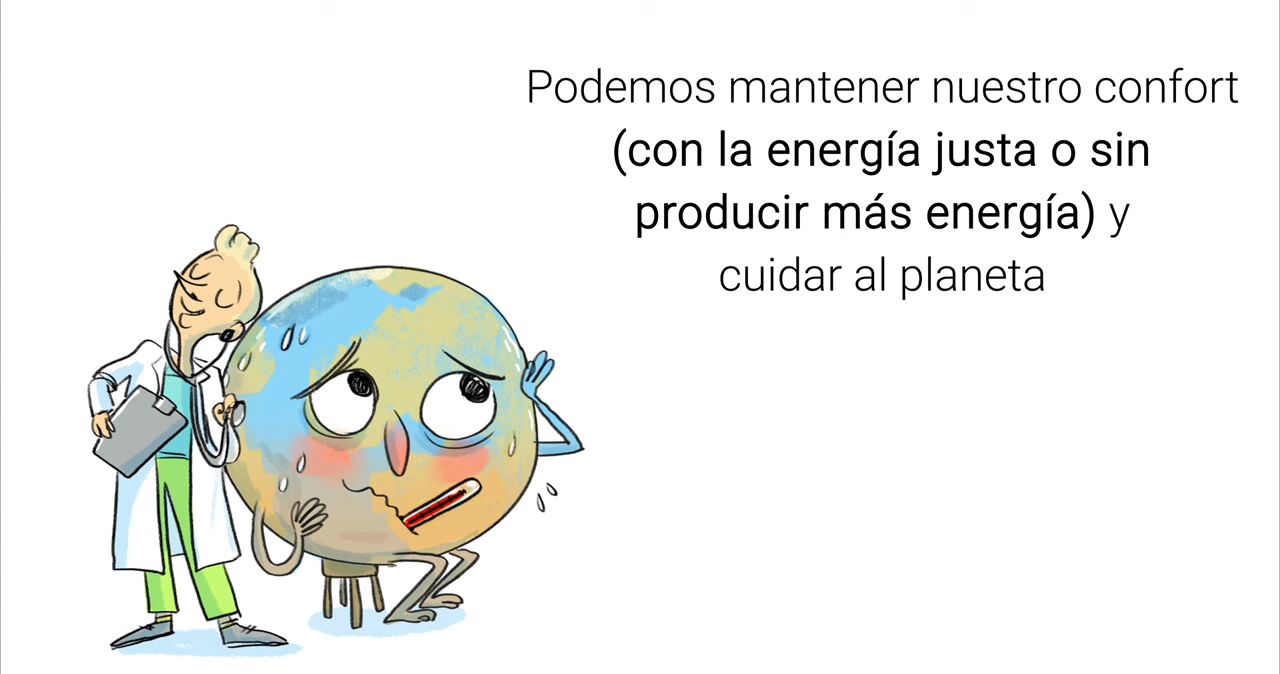 Podemos mantener nuestro confort
(con la energía justa o sin
producir más energía) y
cuidar al planeta